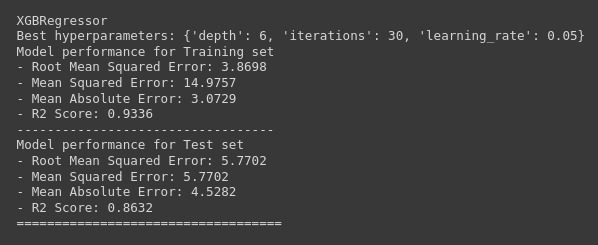 XGBRegressor
Best hyperparameters: {'depth': 6, 'iterations': 30, 'learning_rate': 0.05}
Model performance for Training set
- Root Mean Squared Error: 3.8698
- Mean Squared Error: 14.9757
- Mean Absolute Error: 3.0729
- R2 Score: 0.9336
----------------------------------
Model performance for Test set
- Root Mean Squared Error: 5.7702
- Mean Squared Error: 5.7702
- Mean Absolute Error: 4.5282
- R2 Score: 0.8632
===================================